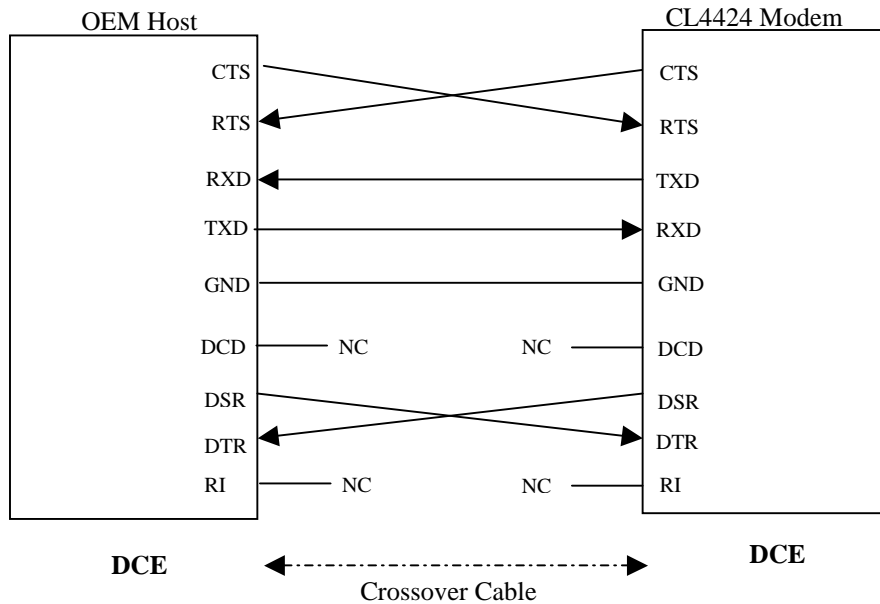 OEM Host
CL4424 Modem
CTS
CTS
RTS
RTS
RXD
TXD
TXD
RXD
GND
GND
DCD
NC
NC
DCD
DSR
DSR
DTR
DTR
RI
NC
NC
RI
DCE
DCE
Crossover Cable